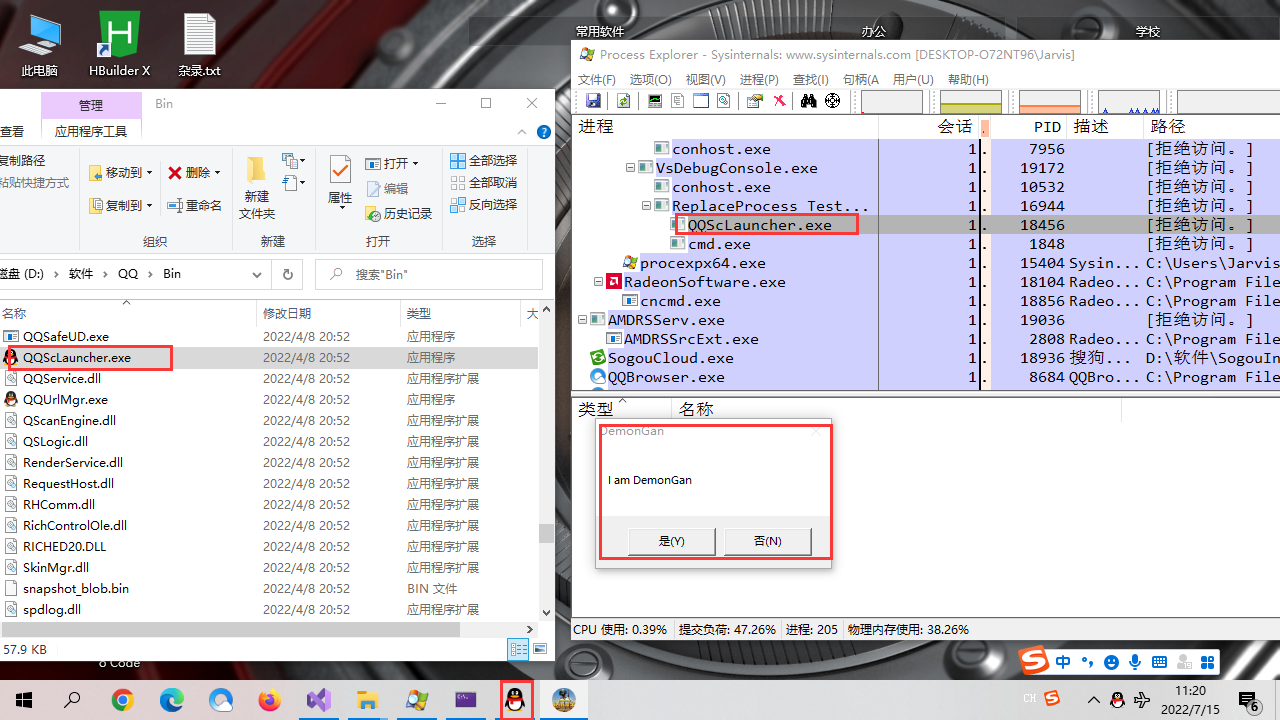 此电脑
HBuilder X
杂录.txt
常用软件
办公
学校
管理
Bin
查看
应用程序工具
复制路径
粘贴快捷方式
移动到
复制到
删除
重命名
组织
新建
文件夹
新建
属性
打开
编辑
历史记录
打开
全部选择
全部取消
反向选择
选择
磁盘 (D:) › 软件 › QQ › Bin
搜索"Bin"
名称 修改日期 类型 大
QQSafeUD.exe 2022/4/8 20:52 应用程序
QQScLauncher.exe 2022/4/8 20:52 应用程序
QQService.dll 2022/4/8 20:52 应用程序扩展
QQUrlMgr.exe 2022/4/8 20:52 应用程序
QScanEngine.dll 2022/4/8 20:52 应用程序扩展
QSLogic.dll 2022/4/8 20:52 应用程序扩展
RenderService.dll 2022/4/8 20:52 应用程序扩展
RequestHost.dll 2022/4/8 20:52 应用程序扩展
RHComm.dll 2022/4/8 20:52 应用程序扩展
RichControlOle.dll 2022/4/8 20:52 应用程序扩展
RICHED20.DLL 2022/4/8 20:52 应用程序扩展
SkinMgr.dll 2022/4/8 20:52 应用程序扩展
snapshot_blob.bin 2022/4/8 20:52 BIN 文件
spdlog.dll 2022/4/8 20:52 应用程序扩展
57.9 KB
Process Explorer - Sysinternals: www.sysinternals.com [DESKTOP-O72NT96\Jarvis]
文件(F) 选项(O) 视图(V) 进程(P) 查找(I) 句柄(A 用户(U) 帮助(H)
进程 会话 . PID 描述 路径
conhost.exe 1 . 7956 [拒绝访问。]
VsDebugConsole.exe 1 . 19172 [拒绝访问。]
conhost.exe 1 . 10532 [拒绝访问。]
ReplaceProcess Test... 1 . 16944 [拒绝访问。]
QQScLauncher.exe 1 . 18456 [拒绝访问。]
cmd.exe 1 . 1848 [拒绝访问。]
procexpx64.exe 1 . 15404 Sysin... C:\Users\Jarvis
RadeonSoftware.exe 1 . 18104 Radeo... C:\Program File
cncmd.exe 1 . 18856 Radeo... C:\Program File
AMDRSServ.exe 1 . 19036 [拒绝访问。]
AMDRSSrcExt.exe 1 . 2808 Radeo... C:\Program File
SogouCloud.exe 1 . 18936 搜狗... D:\软件\SogouIn
QQBrowser.exe 1 . 8684 QQBro... C:\Program File
类型 名称
DemonGan
I am DemonGan
是(Y) 否(N)
CPU 使用: 0.39% 提交负荷: 47.26% 进程: 205 物理内存使用: 38.26%
o Code
中
CH
11:20
2022/7/15
6